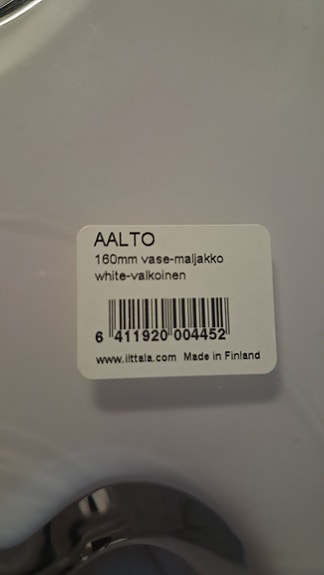 AALTO
160mm vase-maljakko
white-valkoinen
6 411920 004452
www.iittala.com Made in Finland